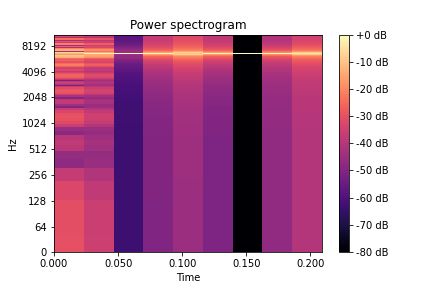 Power spectrogram
8192
4096
2048
1024
512
256
128
64
0
Hz
0.000
0.050
0.100
0.150
0.200
Time
+0 dB
-10 dB
-20 dB
-30 dB
-40 dB
-50 dB
-60 dB
-70 dB
-80 dB